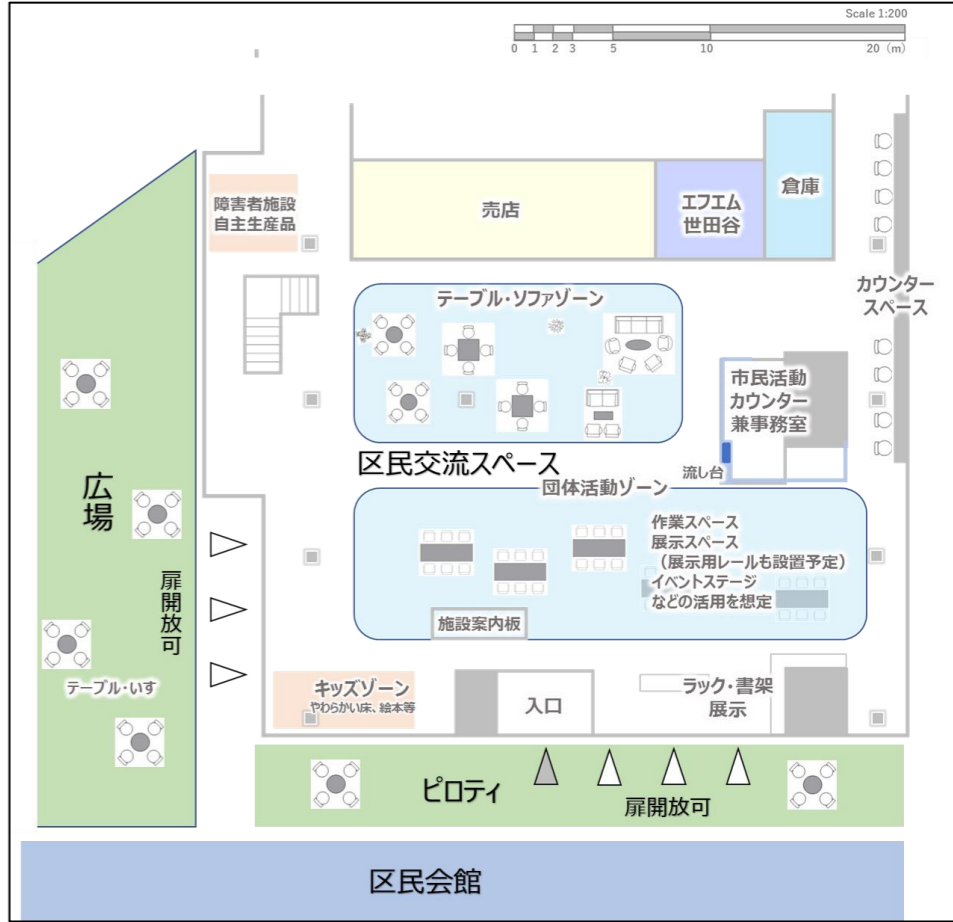 Scale 1:200
0 1 2 3 5 10 20 (m)
障害者施設
自主生産品
売店
エフエム
世田谷
倉庫
カウンター
スペース
テーブル・ソファゾーン
市民活動
カウンター
兼事務室
流し台
区民交流スペース
団体活動ゾーン
作業スペース
展示スペース
(展示用レールも設置予定)
イベントステージ
などの活用を想定
施設案内板
広場
扉開放可
テーブル・いす
キッズゾーン
やわらかい床、絵本等
入口
ラック・書架
展示
ピロティ
扉開放可
区民会館